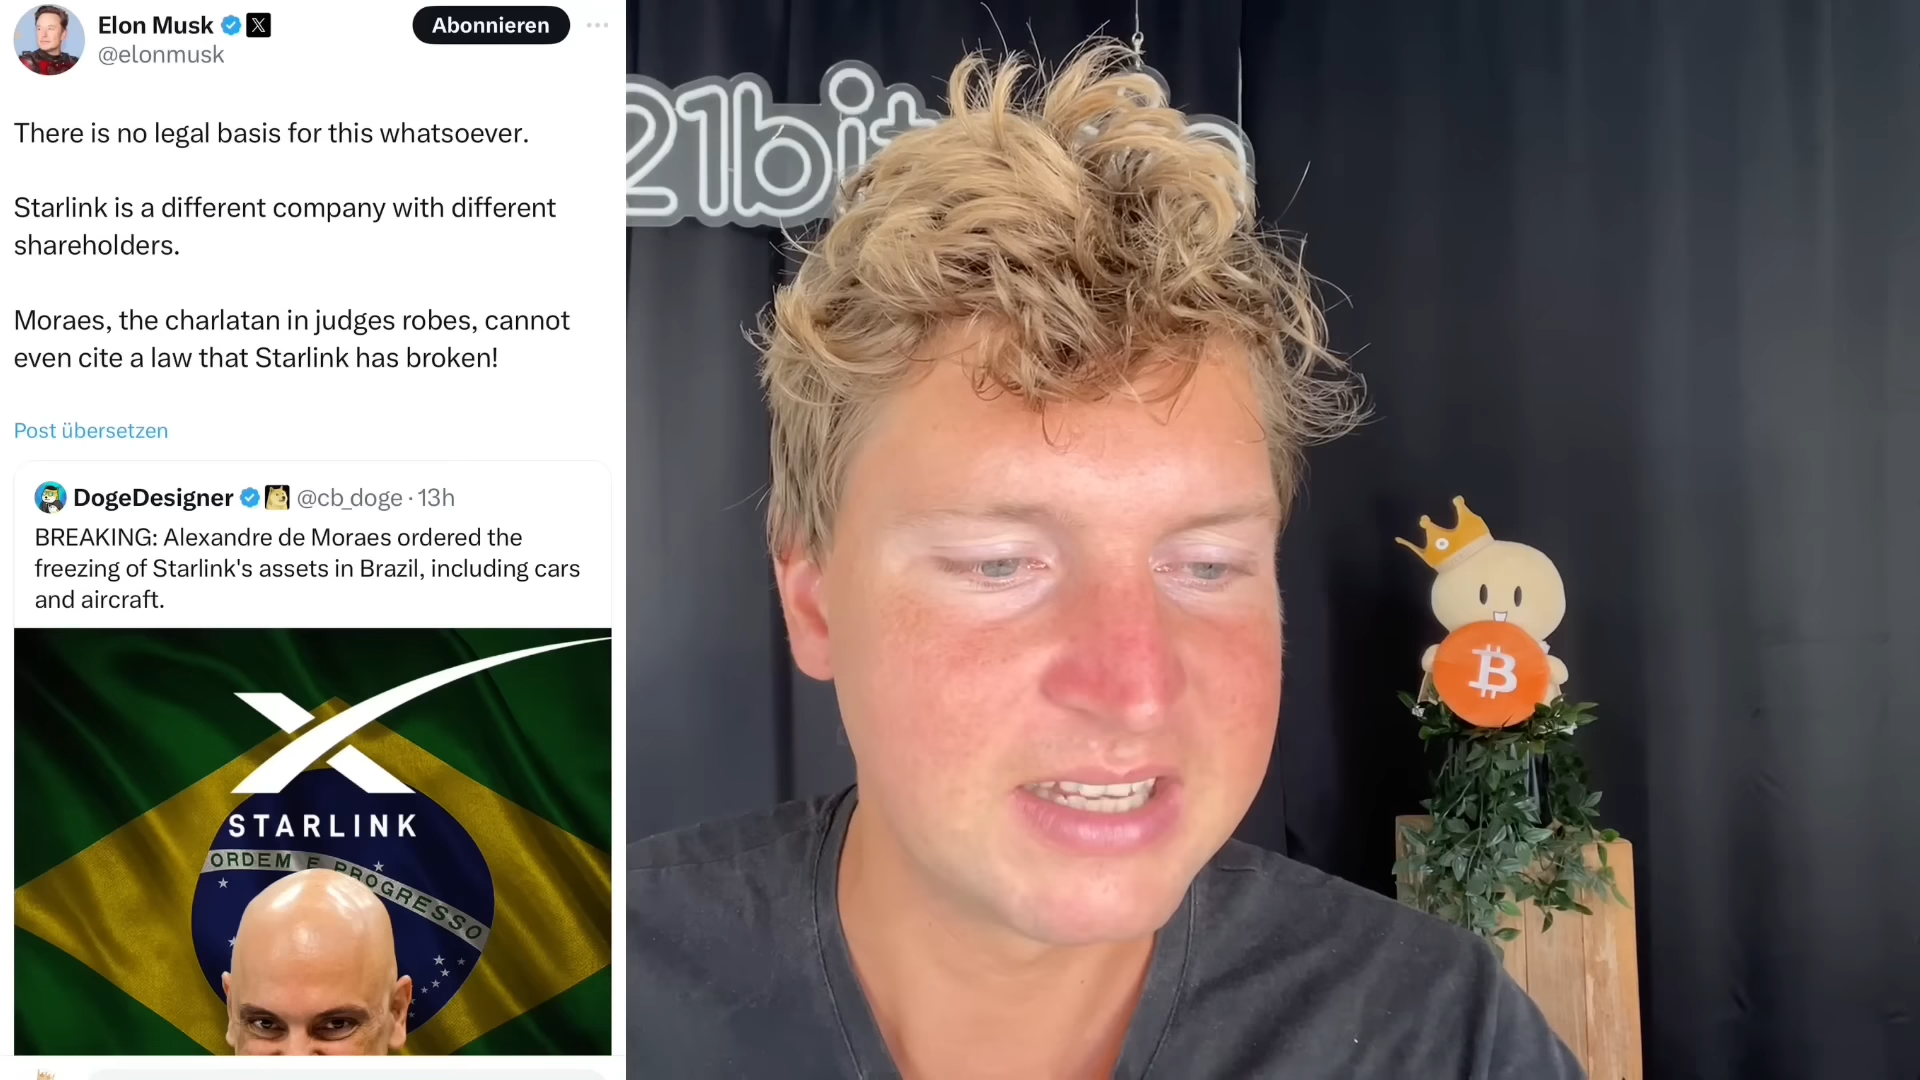 Elon Musk
@elonmusk
Abonnieren
There is no legal basis for this whatsoever.
Starlink is a different company with different
shareholders.
Moraes, the charlatan in judges robes, cannot
even cite a law that Starlink has broken!
Post übersetzen
DogeDesigner @cb_doge · 13h
BREAKING: Alexandre de Moraes ordered the
freezing of Starlink's assets in Brazil, including cars
and aircraft.
STARLINK
ORDEM E PROGRESSO
21bit